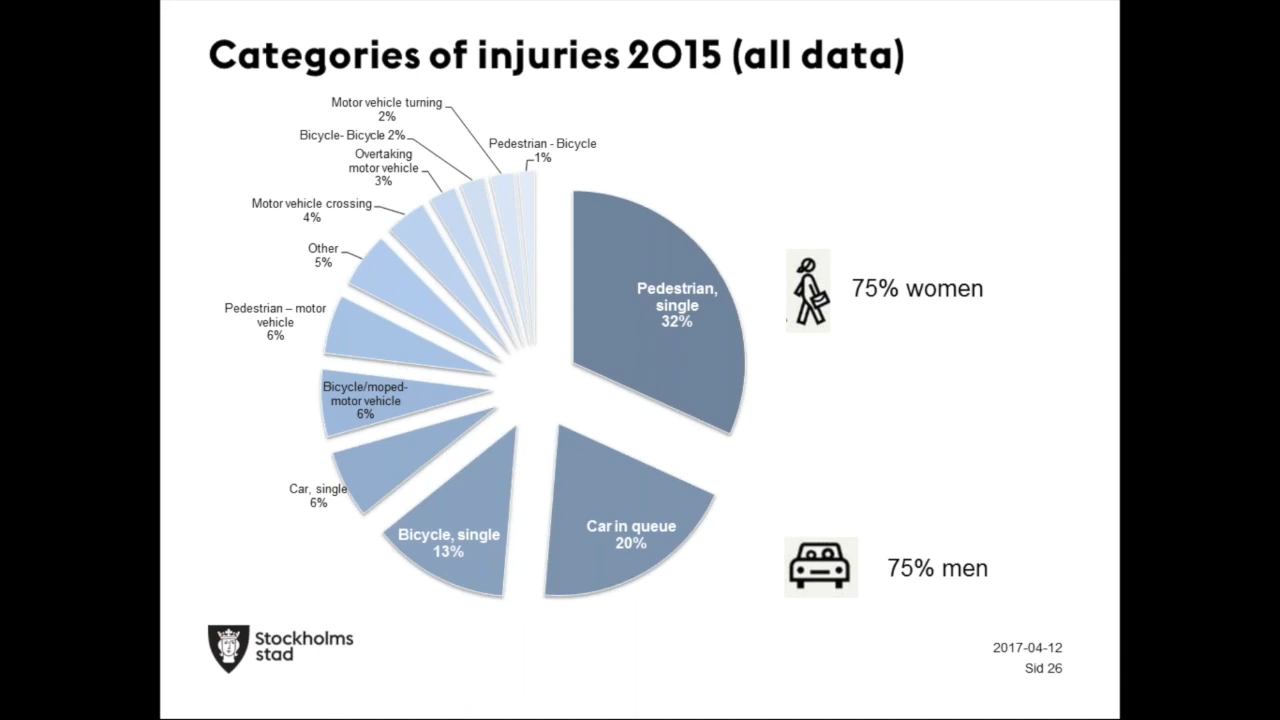 Categories of injuries 2015 (all data)
Motor vehicle turning
2%
Bicycle- Bicycle 2%
Pedestrian - Bicycle
1%
Overtaking
motor vehicle
3%
Motor vehicle crossing
4%
Other
5%
Pedestrian – motor
vehicle
6%
Bicycle/moped-
motor vehicle
6%
Car, single
6%
Bicycle, single
13%
Car in queue
20%
Pedestrian,
single
32%
75% women
75% men
Stockholms
stad
2017-04-12
Sid 26